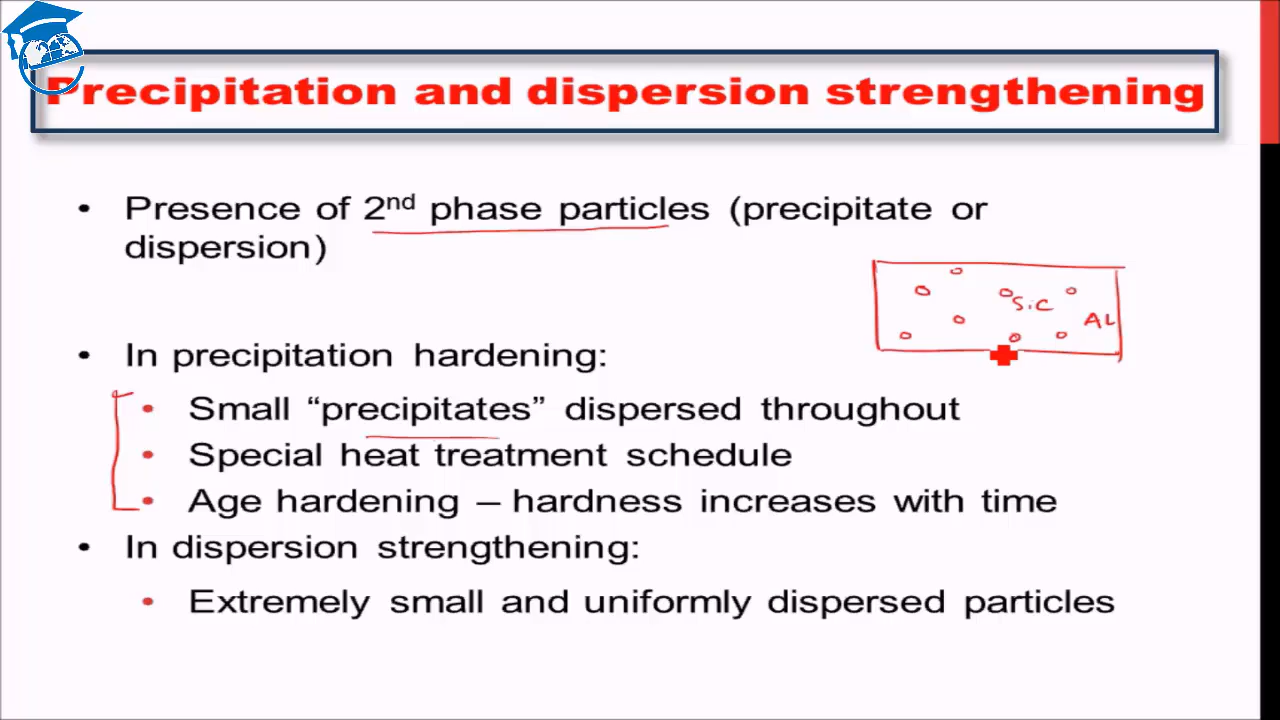 Precipitation and dispersion strengthening
• Presence of 2nd phase particles (precipitate or
dispersion)
SiC
AL
• In precipitation hardening:
• Small “precipitates” dispersed throughout
• Special heat treatment schedule
• Age hardening – hardness increases with time
• In dispersion strengthening:
• Extremely small and uniformly dispersed particles